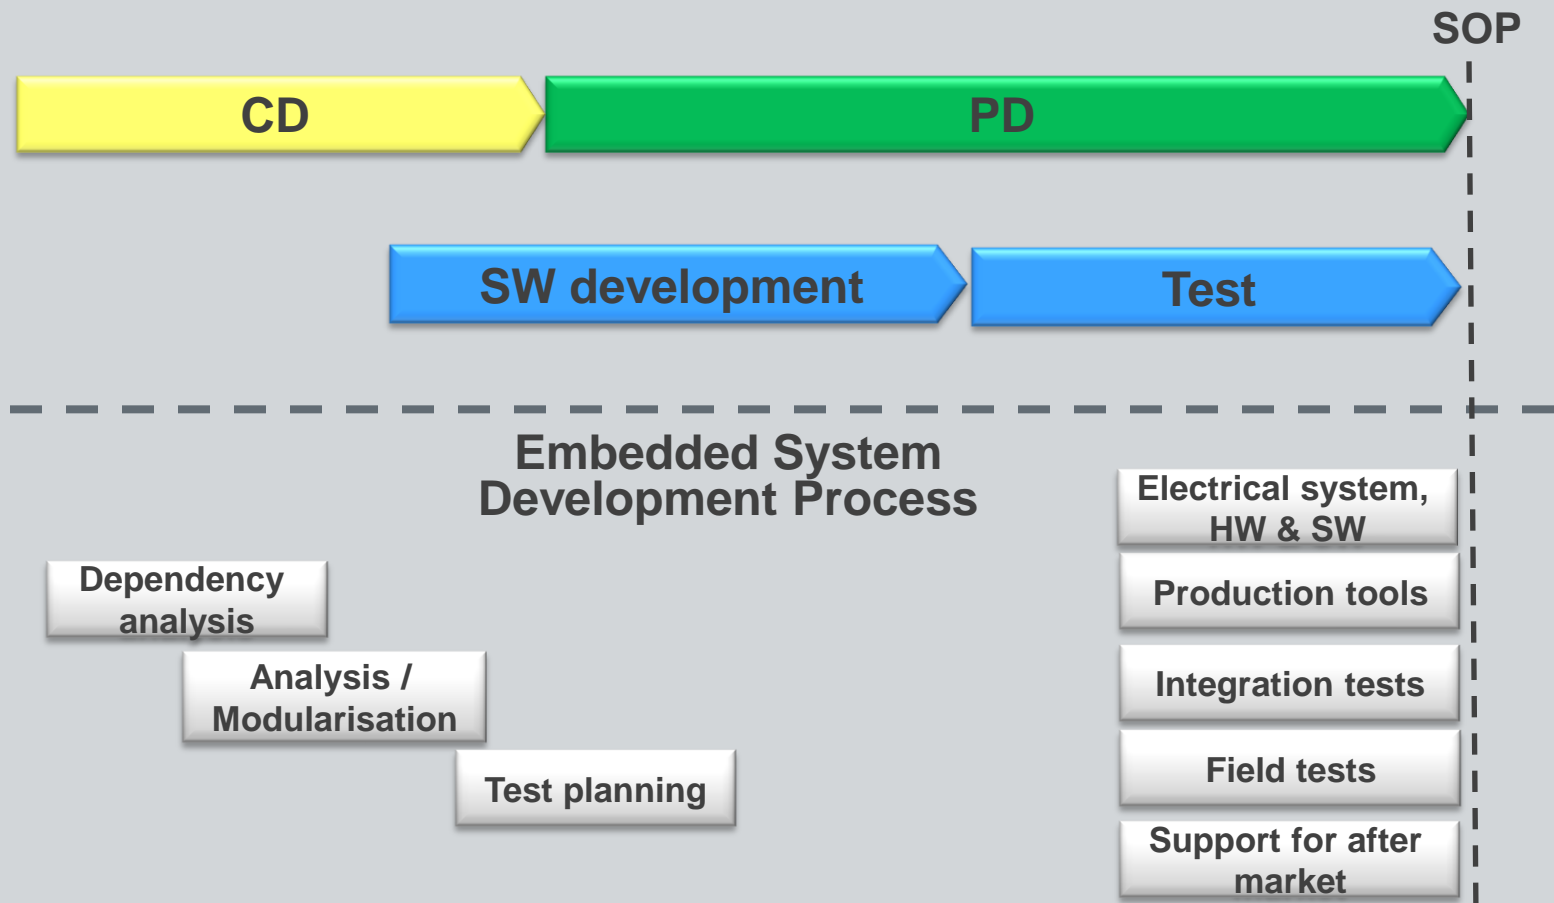 SOP
CD
PD
SW development
Test
Embedded System
Development Process
Electrical system,
HW & SW
Dependency
analysis
Production tools
Analysis /
Modularisation
Integration tests
Test planning
Field tests
Support for after
market